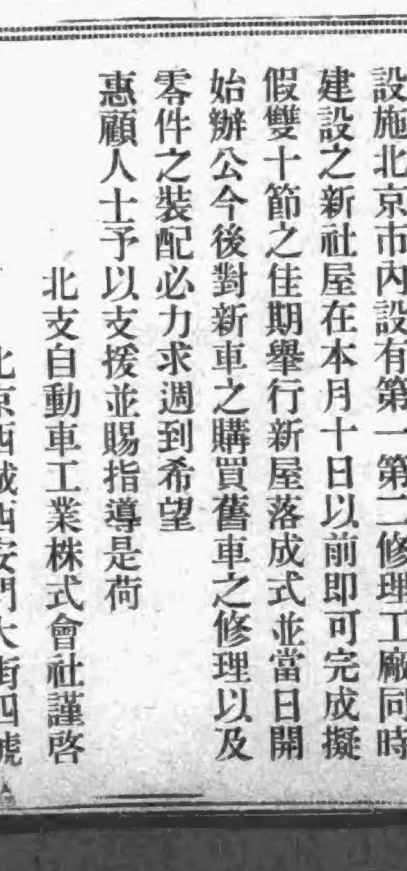 設施北京市內設有第一第二修理工廠同時
建設之新社屋在本月十日以前即可完成擬
假雙十節之佳期舉行新屋落成式並當日開
始辦公今後對新車之購買舊車之修理以及
零件之裝配必力求週到希望
惠顧人士予以支援並賜指導是荷
北支自動車工業株式會社謹啓
北京西城西安門大街四號